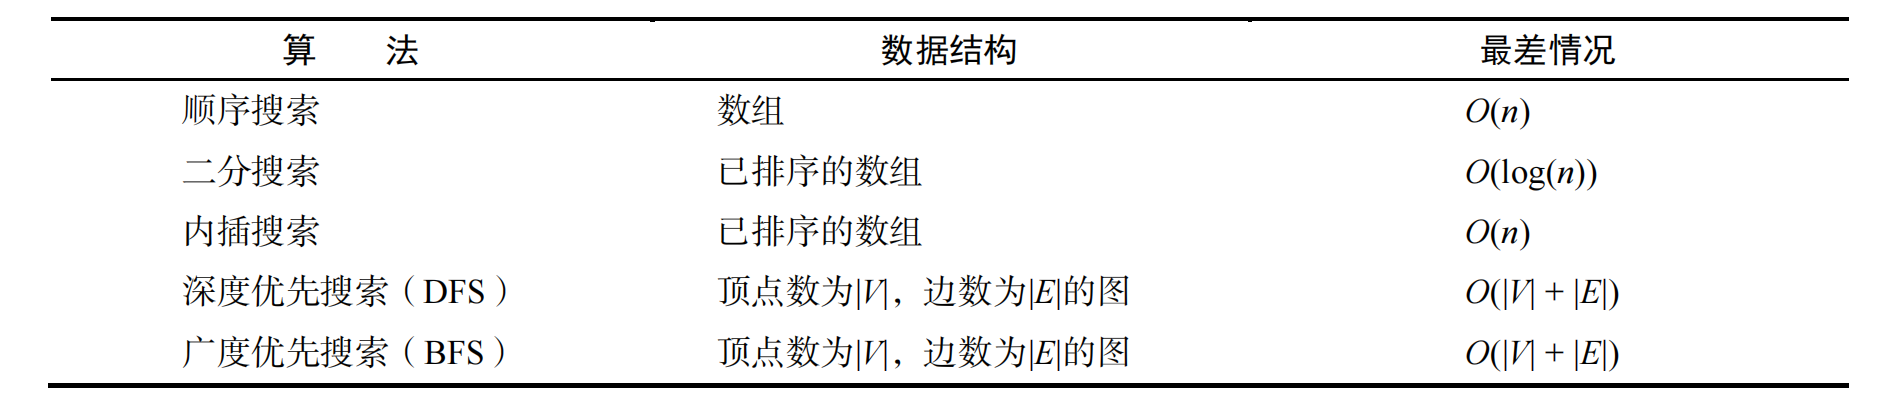 算 法 数据结构 最差情况
顺序搜索 数组 O(n)
二分搜索 已排序的数组 O(log(n))
内插搜索 已排序的数组 O(n)
深度优先搜索（DFS） 顶点数为|V|，边数为|E|的图 O(|V| + |E|)
广度优先搜索（BFS） 顶点数为|V|，边数为|E|的图 O(|V| + |E|)